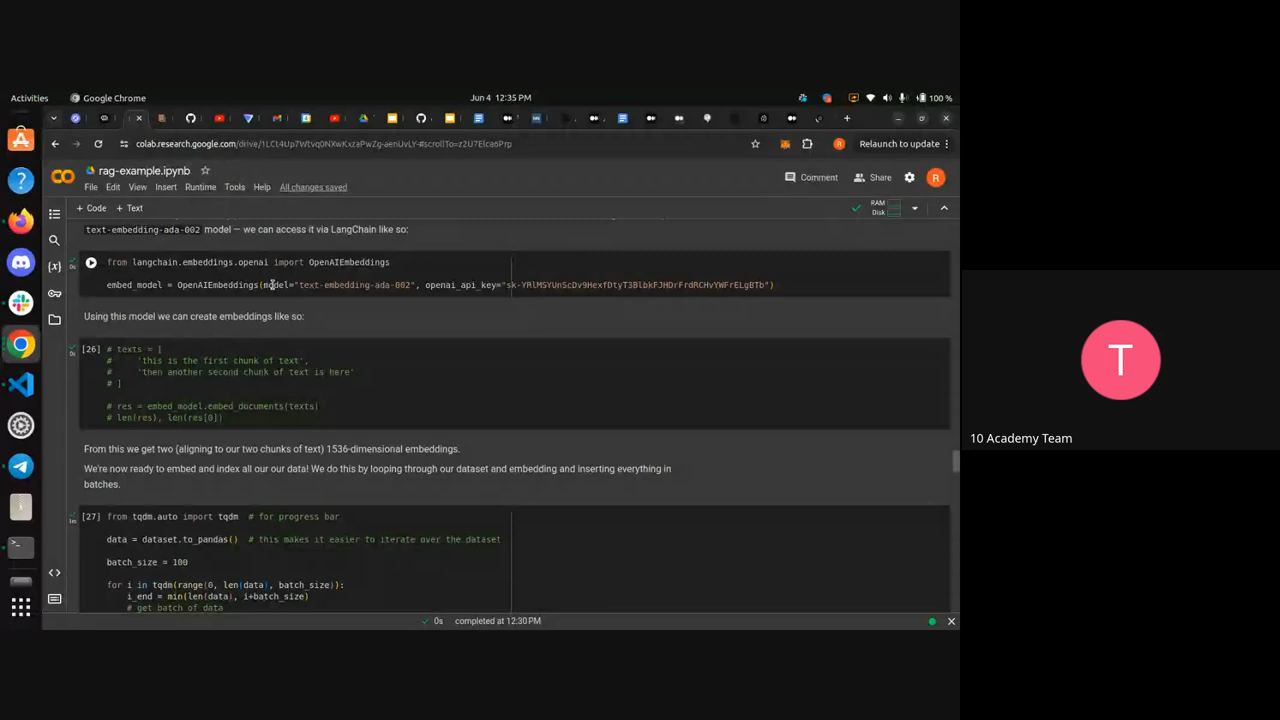 Activities
Google Chrome
Jun 4 12:35 PM
100 %
colab.research.google.com/drive/
Relaunch to update
CO
rag-example.ipynb
Comment
Share
R
File Edit View Insert Runtime Tools Help All changes saved
+ Code + Text
RAM
Disk
text-embedding-ada-002 model — we can access it via LangChain like so:
0s
from langchain.embeddings.openai import OpenAIEmbeddings
embed_model = OpenAIEmbeddings(model="text-embedding-ada-002", openai_api_key="")
Using this model we can create embeddings like so:
0s
[26] # texts = [
# 'this is the first chunk of text',
# 'then another second chunk of text is here'
# ]
# res = embed_model.embed_documents(texts)
# len(res), len(res[0])
From this we get two (aligning to our two chunks of text) 1536-dimensional embeddings.
We're now ready to embed and index all our our data! We do this by looping through our dataset and embedding and inserting everything in
batches.
1m
[27] from tqdm.auto import tqdm # for progress bar
data = dataset.to_pandas() # this makes it easier to iterate over the dataset
batch_size = 100
for i in tqdm(range(0, len(data), batch_size)):
i_end = min(len(data), i+batch_size)
# get batch of data
0s completed at 12:30 PM
T
10 Academy Team